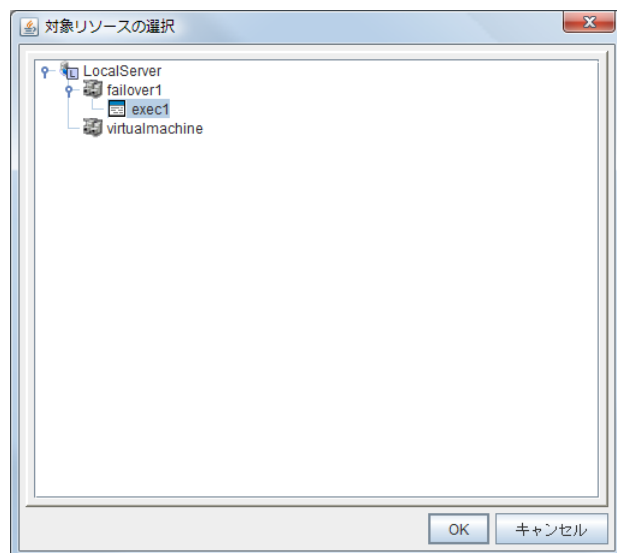 対象リソースの選択
LocalServer
failover1
exec1
virtualmachine
OK キャンセル